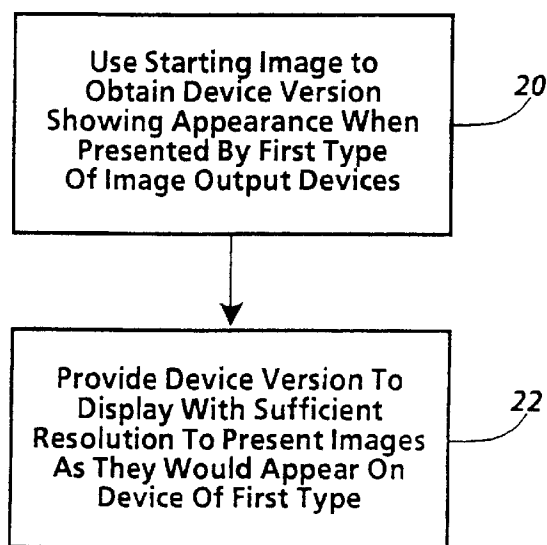 Use Starting Image to
Obtain Device Version
Showing Appearance When
Presented By First Type
Of Image Output Devices
20
Provide Device Version To
Display With Sufficient
Resolution To Present Images
As They Would Appear On
Device Of First Type
22